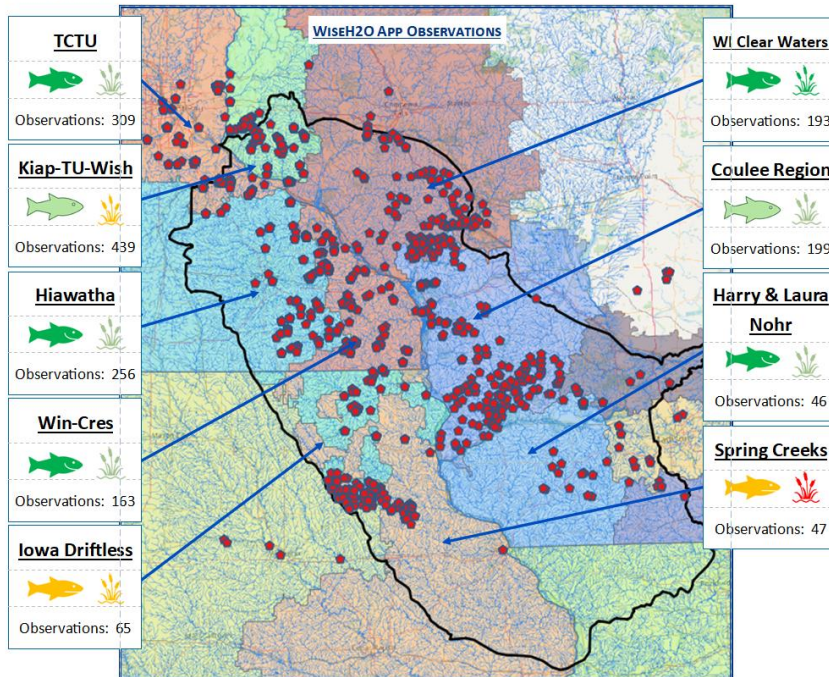 WISEH2O APP OBSERVATIONS
TCTU
Observations: 309
Kiap-TU-Wish
Observations: 439
Hiawatha
Observations: 256
Win-Cres
Observations: 163
Iowa Driftless
Observations: 65
WI Clear Waters
Observations: 193
Coulee Region
Observations: 199
Harry & Laura
Nohr
Observations: 46
Spring Creeks
Observations: 47